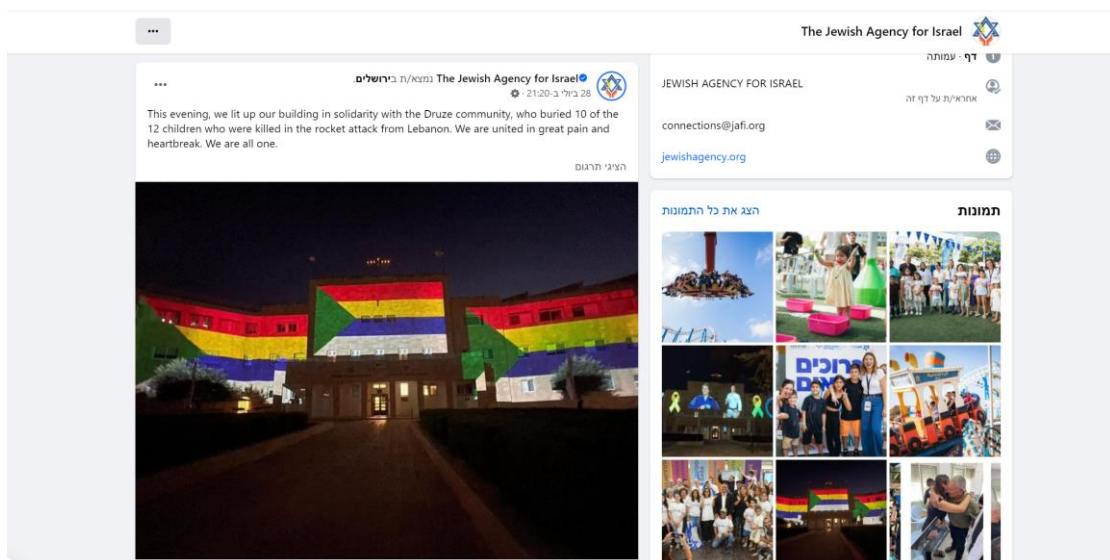 The Jewish Agency for Israel
The Jewish Agency for Israel נמצא/ת בירושלים.
28 ביולי ב-21:20
This evening, we lit up our building in solidarity with the Druze community, who buried 10 of the
12 children who were killed in the rocket attack from Lebanon. We are united in great pain and
heartbreak. We are all one.
הציגי תרגום
דף · עמותה
JEWISH AGENCY FOR ISRAEL
אחראי/ת על דף זה
connections@jafi.org
jewishagency.org
תמונות
הצג את כל התמונות